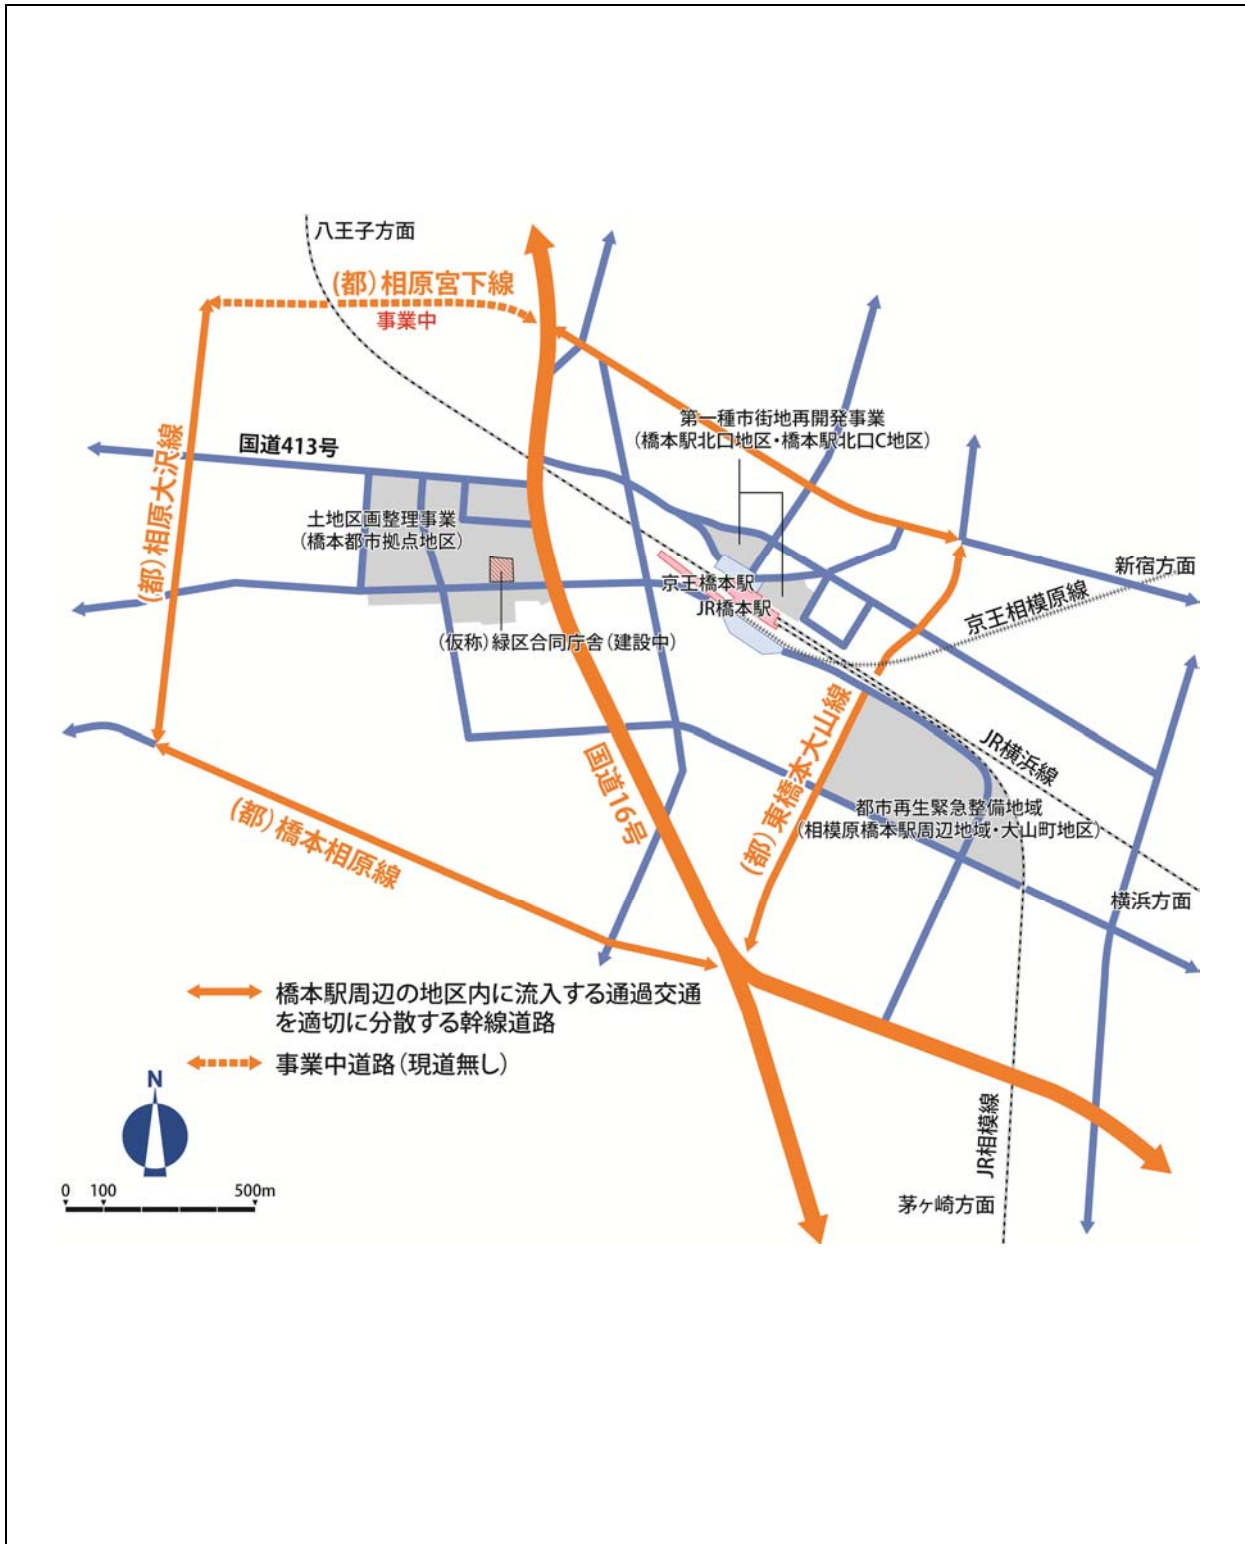 八王子方面
(都)相原宮下線
事業中
第一種市街地再開発事業
(橋本駅北口地区・橋本駅北口C地区)
国道413号
(都)相原大沢線
土地区画整理事業
(橋本都市拠点地区)
新宿方面
京王橋本駅
JR橋本駅
京王相模原線
(仮称)緑区合同庁舎(建設中)
(都)東橋本大山線
JR横浜線
国道16号
都市再生緊急整備地域
(相模原橋本駅周辺地域・大山町地区)
(都)橋本相原線
横浜方面
橋本駅周辺の地区内に流入する通過交通
を適切に分散する幹線道路
事業中道路(現道無し)
N
JR相模線
0 100 500m
茅ヶ崎方面